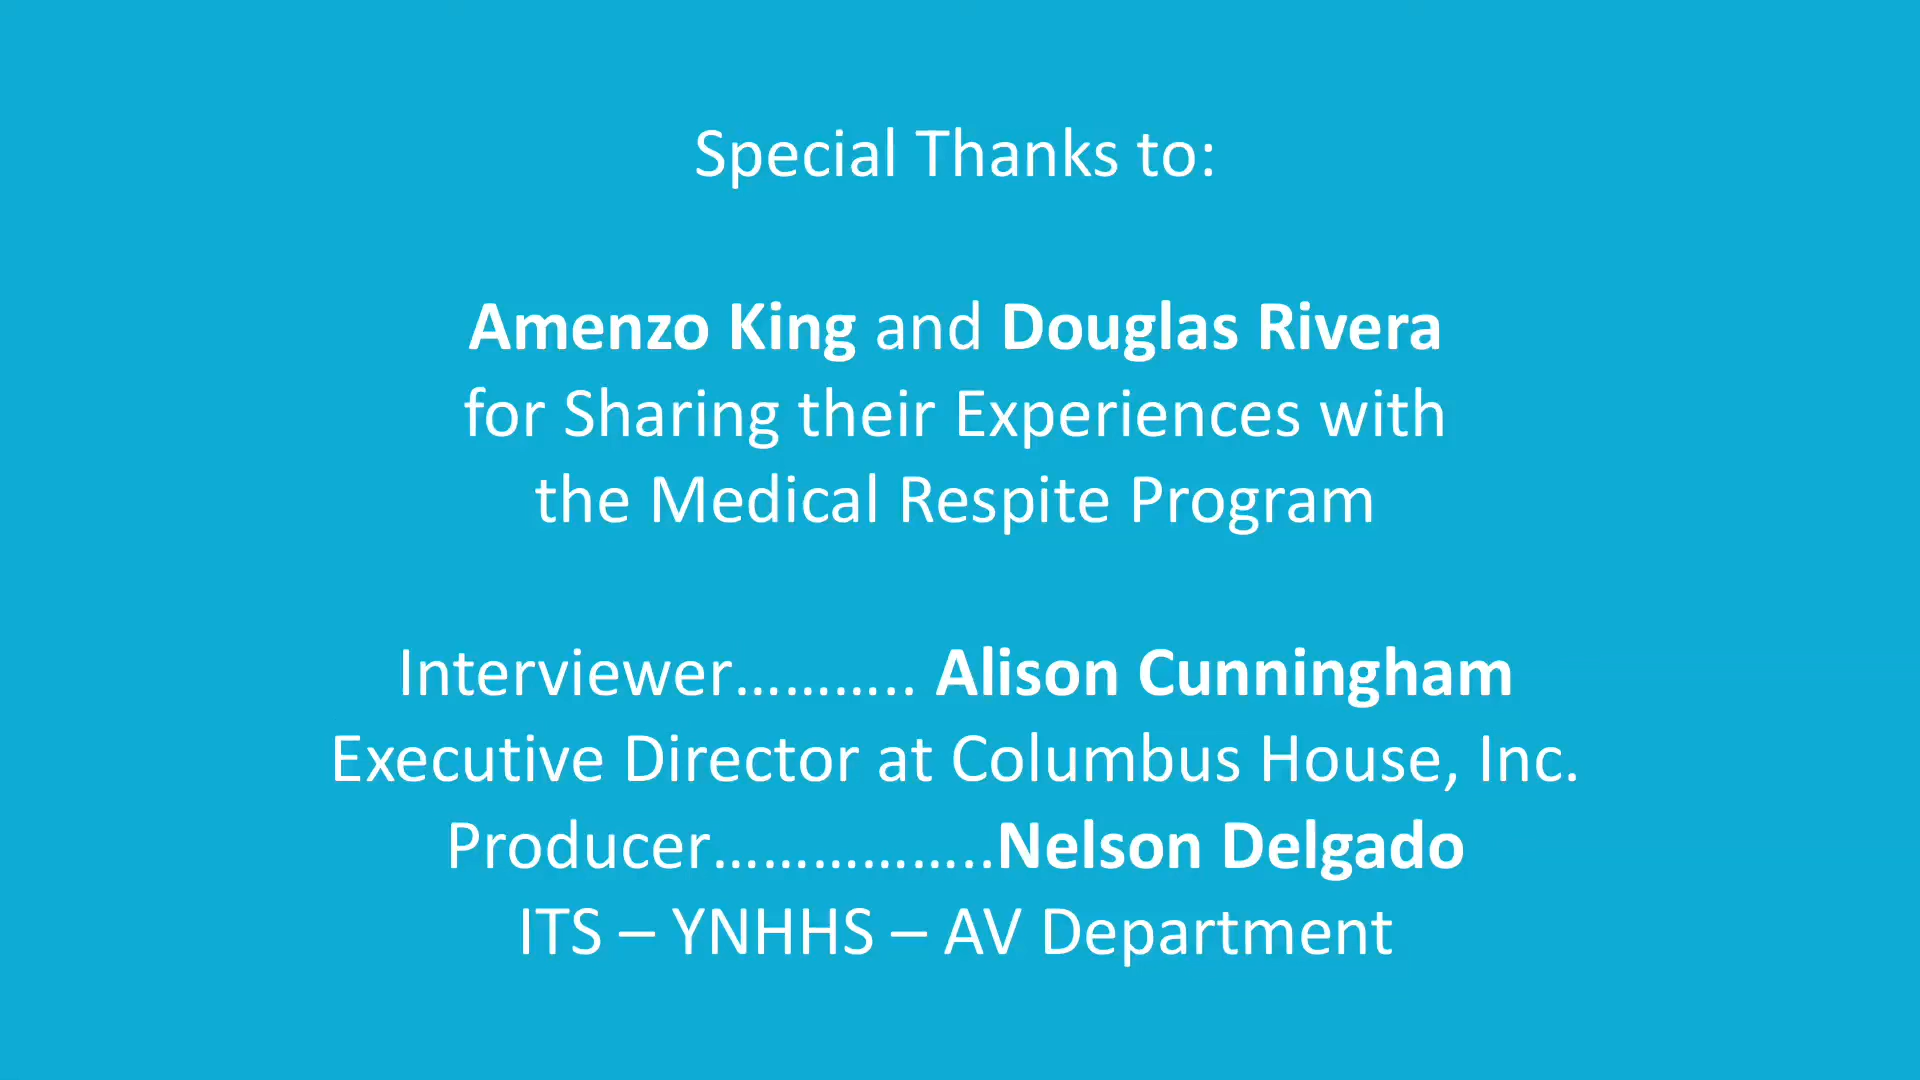 Special Thanks to:
Amenzo King and Douglas Rivera
for Sharing their Experiences with
the Medical Respite Program
Interviewer……….. Alison Cunningham
Executive Director at Columbus House, Inc.
Producer……………..Nelson Delgado
ITS – YNHHS – AV Department